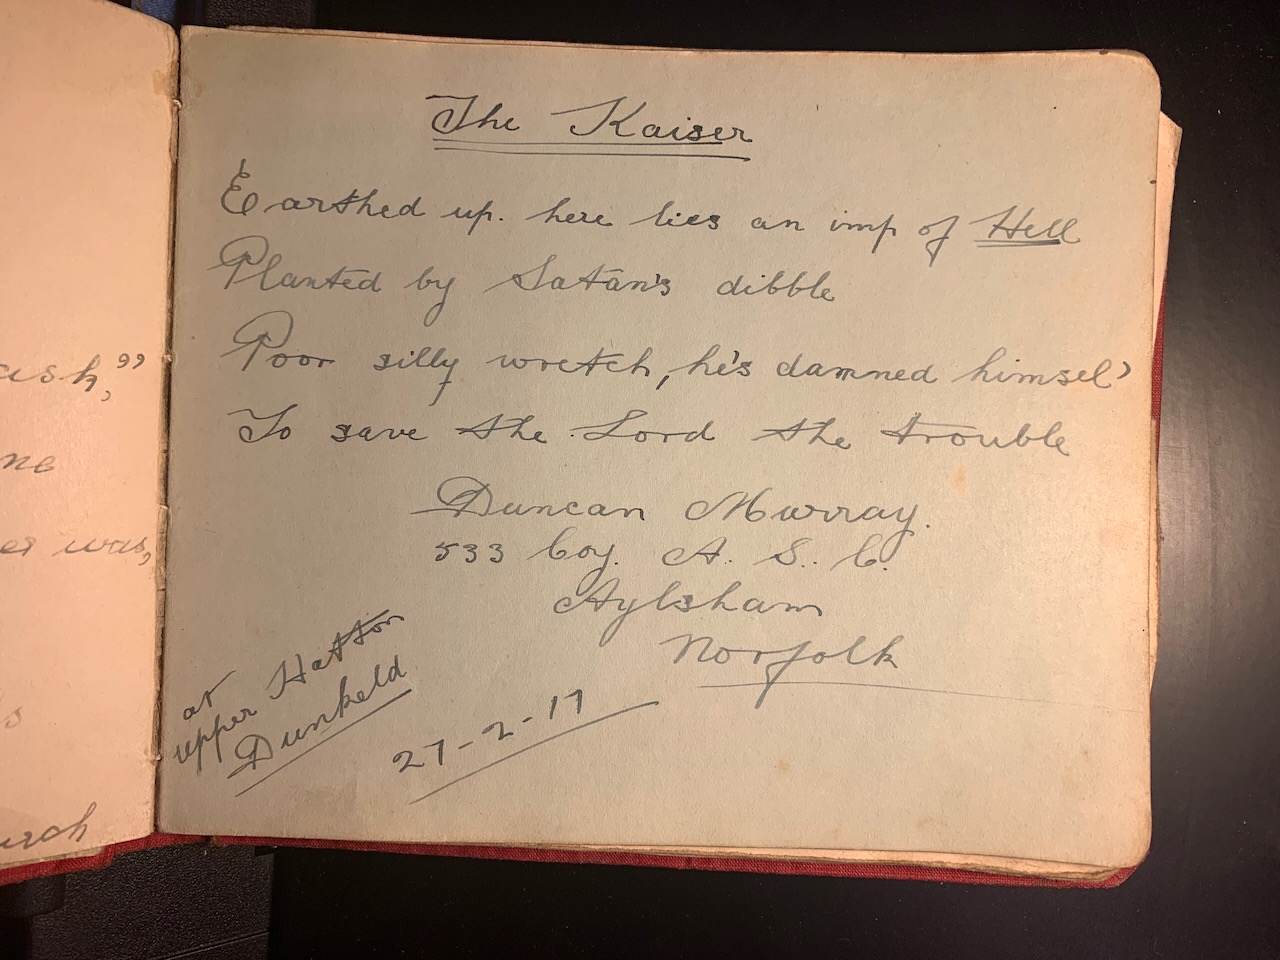 ash,"
ne
er was,
s
urch
The Kaiser
Earthed up. here lies an imp of Hell
Planted by Satan's dibble
Poor silly wretch, he's damned himsel'
To save the Lord the trouble
Duncan Murray.
533 Coy. A. S. C.
Aylsham
Norfolk
at
upper Hatton
Dunkeld
27-2-17